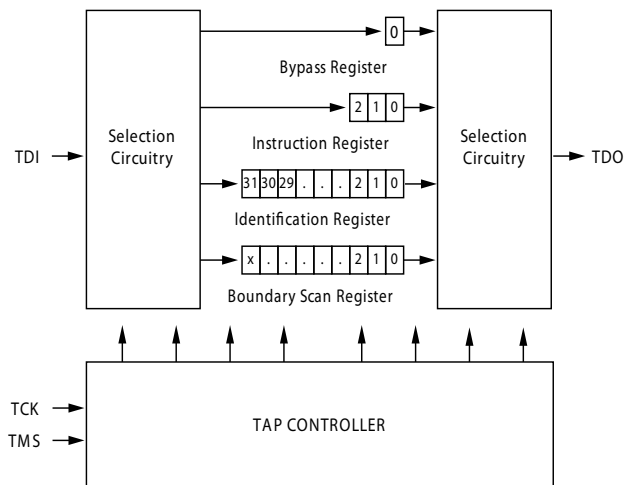 0
Bypass Register
2 1 0
Selection
Circuitry
Selection
Circuitry
TDI
TDO
Instruction Register
31 30 29 . . . 2 1 0
Identification Register
x . . . . . 2 1 0
Boundary Scan Register
TCK
TMS
TAP CONTROLLER